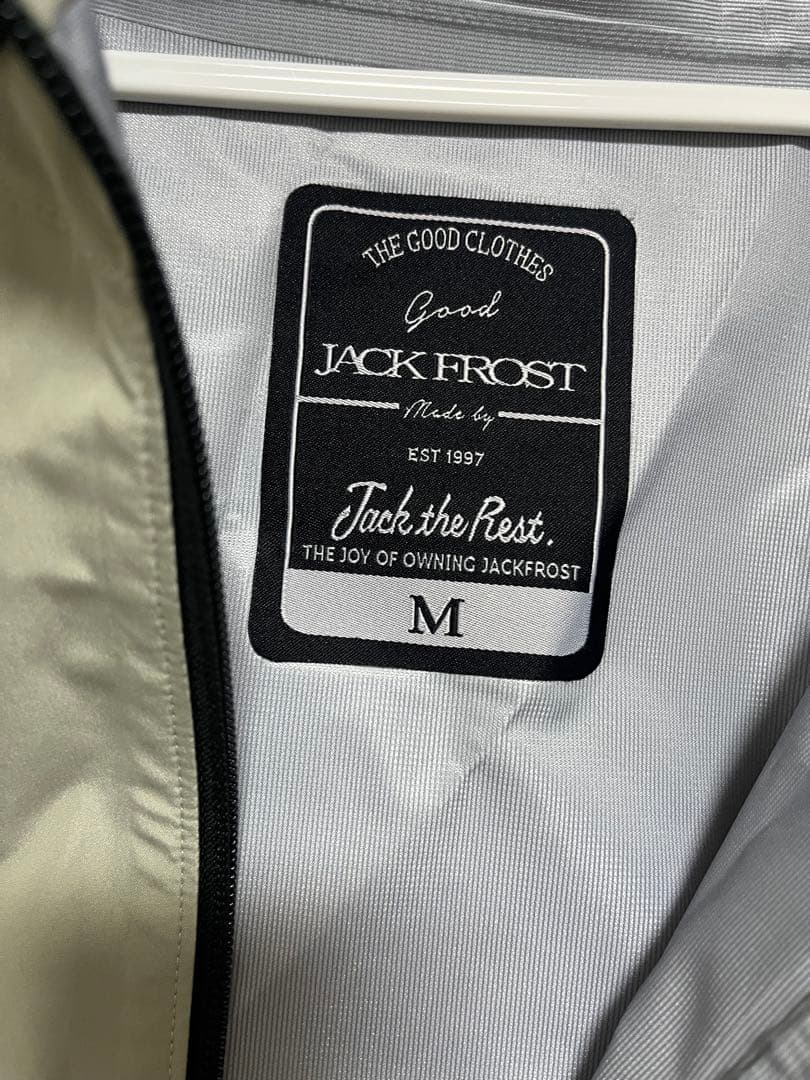 THE GOOD CLOTHES
Good
JACK FROST
Made by
EST 1997
Jack the Rest.
THE JOY OF OWNING JACKFROST
M